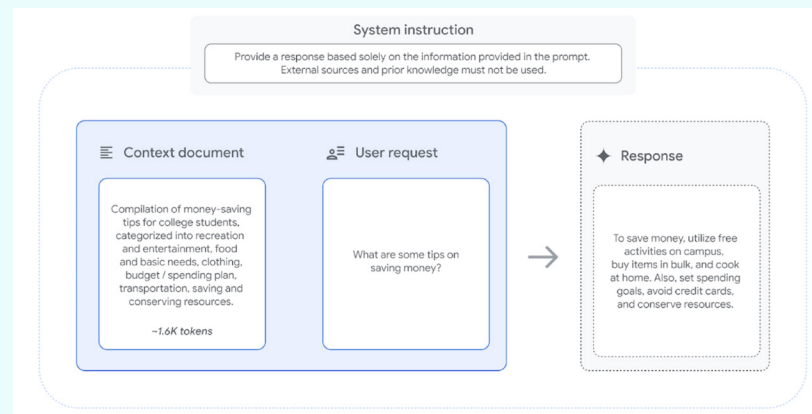 System instruction
Provide a response based solely on the information provided in the prompt.
External sources and prior knowledge must not be used.
Context document
Compilation of money-saving
tips for college students,
categorized into recreation
and entertainment, food
and basic needs, clothing,
budget / spending plan,
transportation, saving and
conserving resources.
~1.6K tokens
User request
What are some tips on
saving money?
Response
To save money, utilize free
activities on campus,
buy items in bulk, and cook
at home. Also, set spending
goals, avoid credit cards,
and conserve resources.